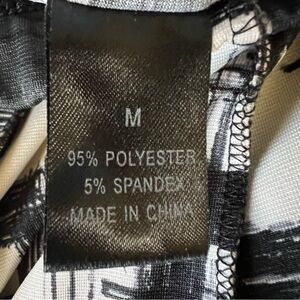 M
95% POLYESTER
5% SPANDEX
MADE IN CHINA